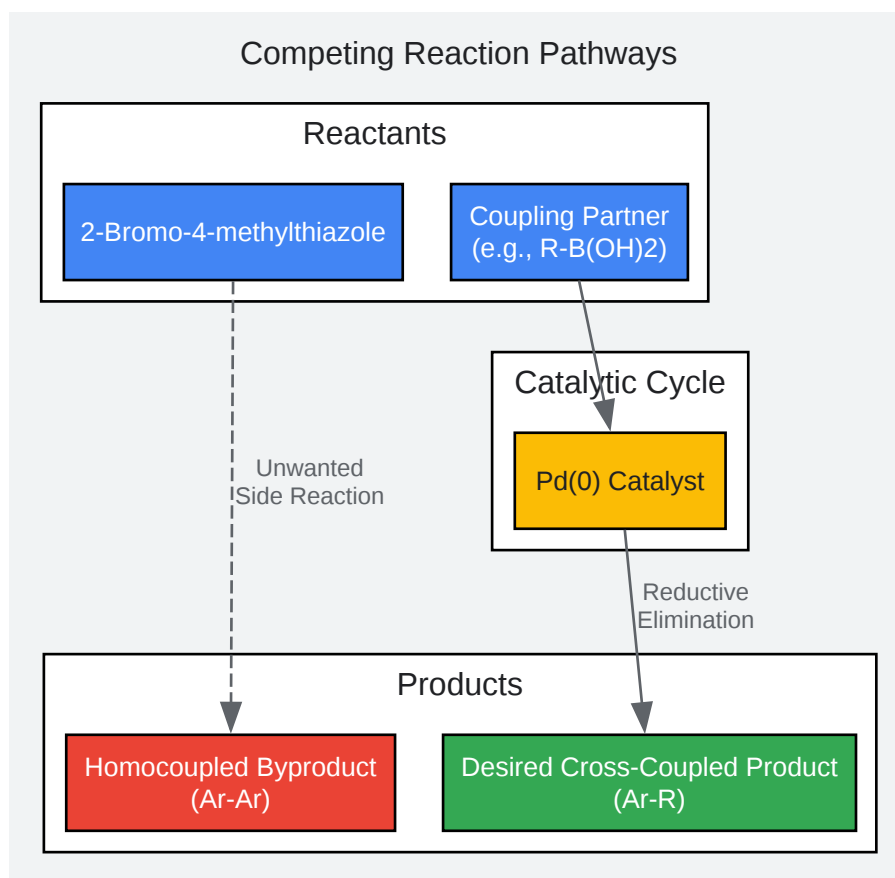 Competing Reaction Pathways
Reactants
2-Bromo-4-methylthiazole
Coupling Partner
(e.g., R-B(OH)2)
Catalytic Cycle
Pd(0) Catalyst
Unwanted
Side Reaction
Reductive
Elimination
Products
Homocoupled Byproduct
(Ar-Ar)
Desired Cross-Coupled Product
(Ar-R)